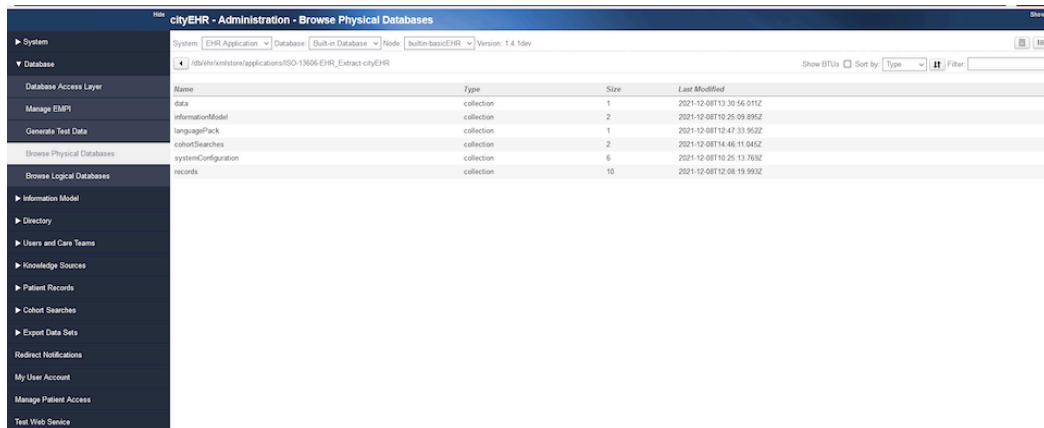 Hide cityEHR - Administration - Browse Physical Databases Show
▶ System
System: EHR Application Database: Built-in Database Node: builtin-basicEHR Version: 1.4.1dev
▼ Database
/db/ehr/xmlstore/applications/ISO-13606-EHR_Extract-cityEHR Show BTUs Sort by: Type Filter:
Database Access Layer
Manage EMPI
Generate Test Data
Browse Physical Databases
Browse Logical Databases
▶ Information Model
▶ Directory
▶ Users and Care Teams
▶ Knowledge Sources
▶ Patient Records
▶ Cohort Searches
▶ Export Data Sets
Redirect Notifications
My User Account
Manage Patient Access
Test Web Service
Name Type Size Last Modified
data collection 1 2021-12-08T13:30:56.011Z
informationModel collection 2 2021-12-08T10:25:09.895Z
languagePack collection 1 2021-12-08T12:47:33.952Z
cohortSearches collection 2 2021-12-08T14:46:11.045Z
systemConfiguration collection 6 2021-12-08T10:25:13.769Z
records collection 10 2021-12-08T12:08:19.993Z